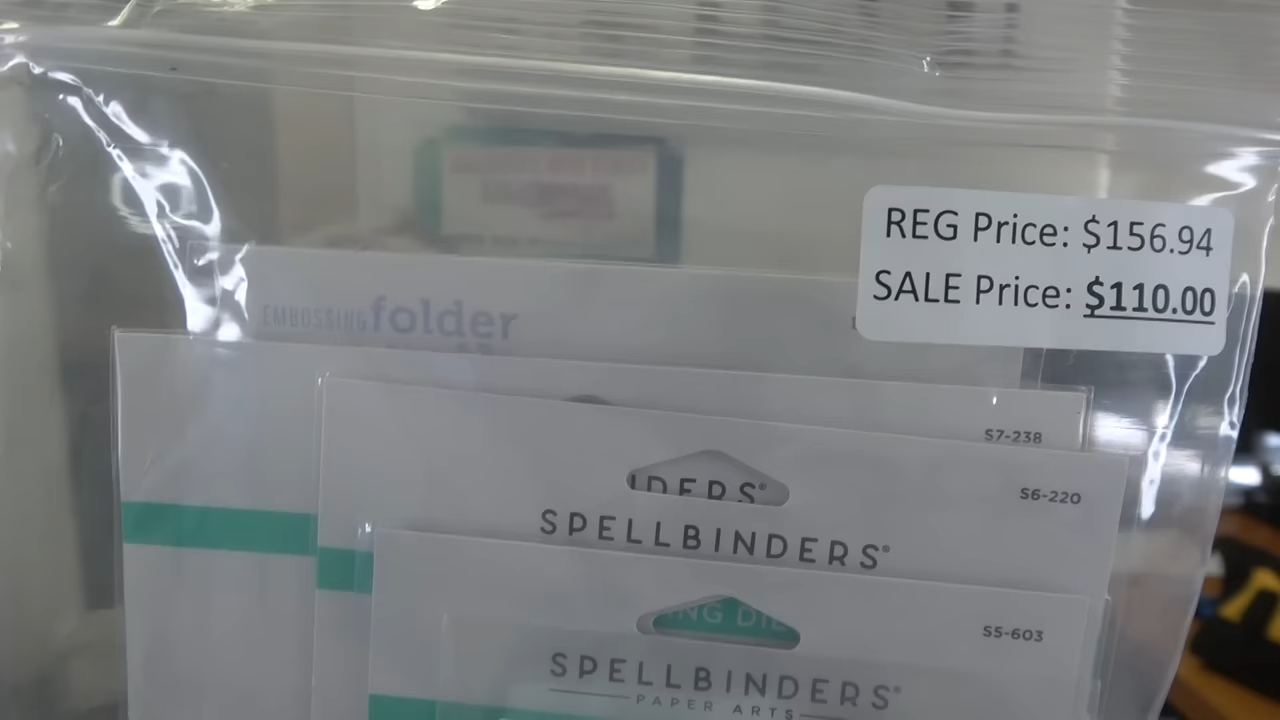 REG Price: $156.94
SALE Price: $110.00
EMBOSSING folder
S7-238
S6-220
SPELLBINDERS®
S5-603
SPELLBINDERS®
PAPER ARTS